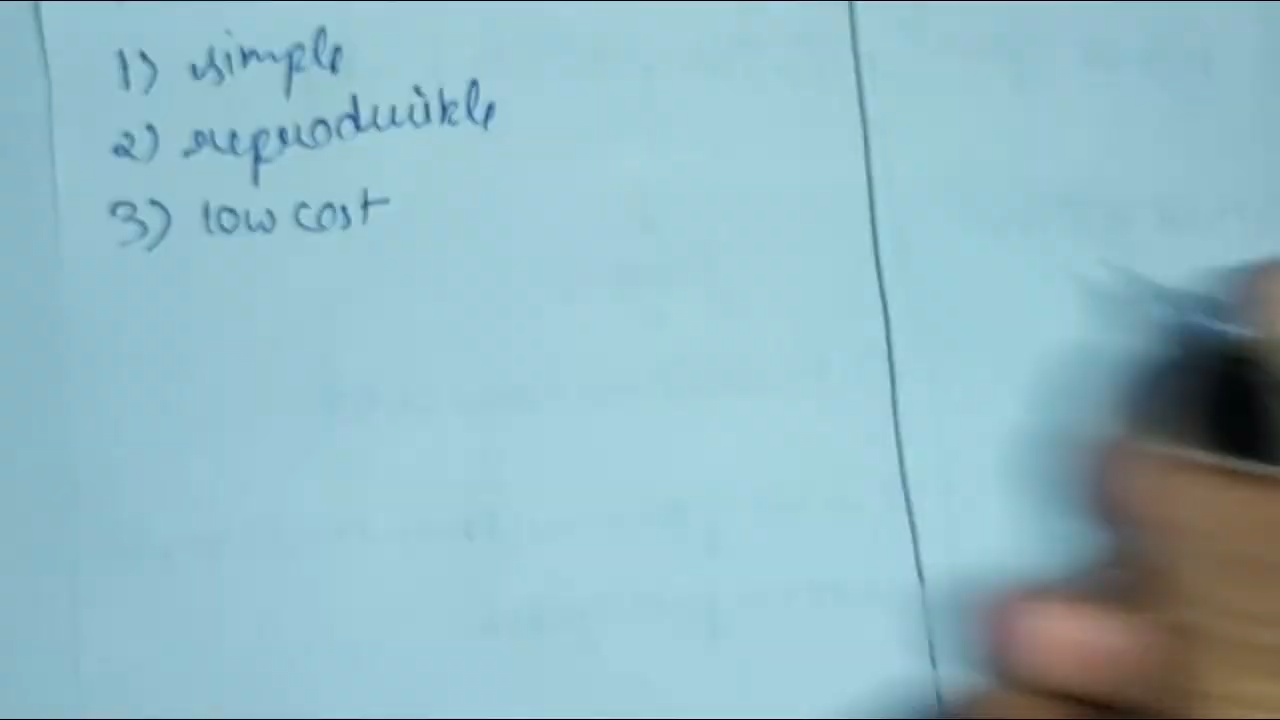 1) simple
2) reproducible
3) low cost